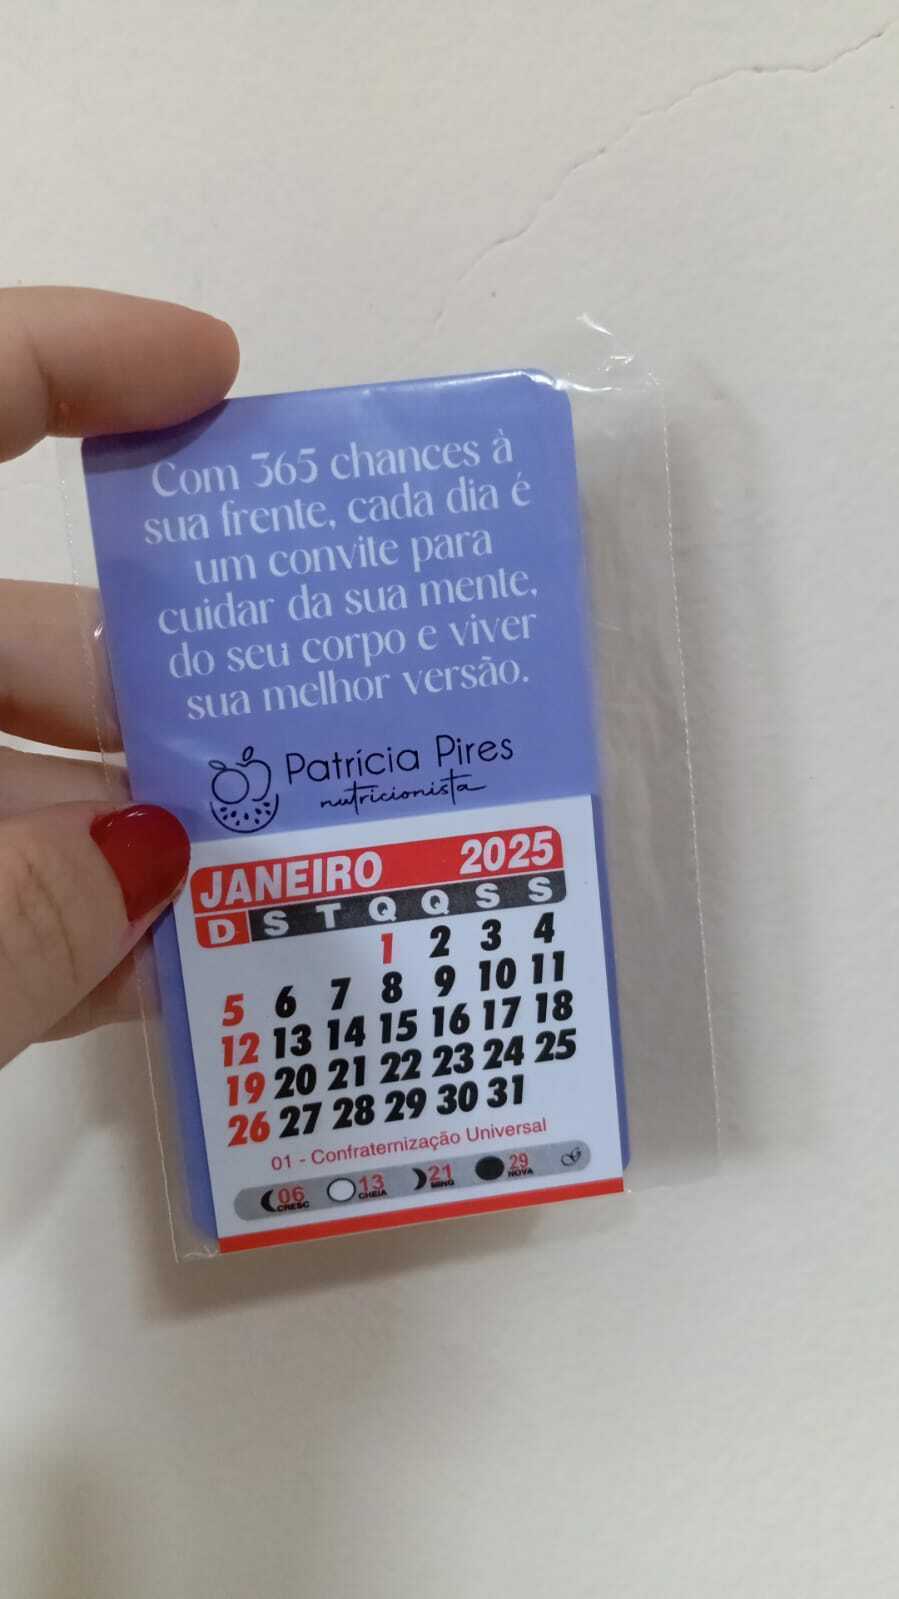 Com 365 chances à
sua frente, cada dia é
um convite para
cuidar da sua mente,
do seu corpo e viver
sua melhor versão.
Patrícia Pires
nutricionista
JANEIRO 2025
D S T Q Q S S
1 2 3 4
5 6 7 8 9 10 11
12 13 14 15 16 17 18
19 20 21 22 23 24 25
26 27 28 29 30 31
01 - Confraternização Universal
06 CRESC 13 CHEIA 21 MING 29 NOVA